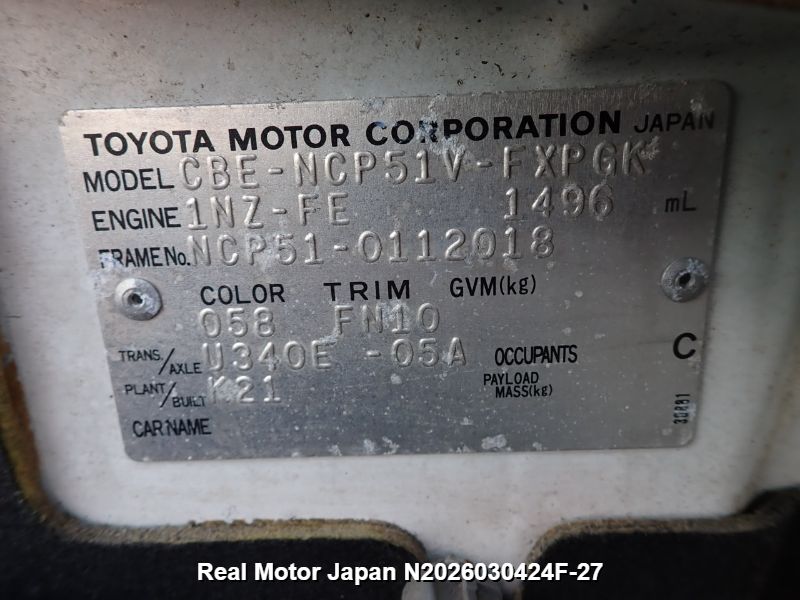 TOYOTA MOTOR CORPORATION JAPAN
MODEL CBE-NCP51V-FXPGK
ENGINE 1NZ-FE 1496 mL
FRAME No. NCP51-0112018
COLOR TRIM GVM(kg)
058 FN10
TRANS./AXLE U340E -05A OCCUPANTS C
PLANT/BUILT K21 PAYLOAD MASS(kg)
CAR NAME
30881
Real Motor Japan N2026030424F-27